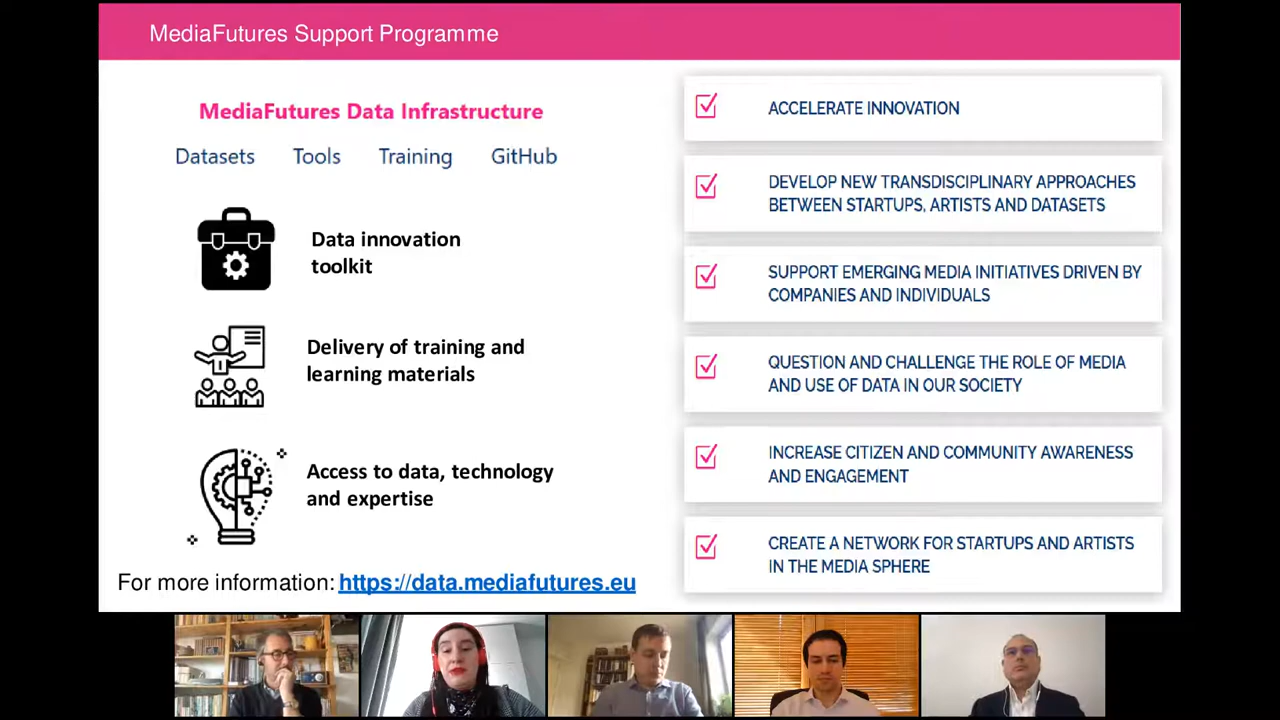 MediaFutures Support Programme
MediaFutures Data Infrastructure
Datasets Tools Training GitHub
Data innovation
toolkit
Delivery of training and
learning materials
Access to data, technology
and expertise
For more information: https://data.mediafutures.eu
ACCELERATE INNOVATION
DEVELOP NEW TRANSDISCIPLINARY APPROACHES
BETWEEN STARTUPS, ARTISTS AND DATASETS
SUPPORT EMERGING MEDIA INITIATIVES DRIVEN BY
COMPANIES AND INDIVIDUALS
QUESTION AND CHALLENGE THE ROLE OF MEDIA
AND USE OF DATA IN OUR SOCIETY
INCREASE CITIZEN AND COMMUNITY AWARENESS
AND ENGAGEMENT
CREATE A NETWORK FOR STARTUPS AND ARTISTS
IN THE MEDIA SPHERE